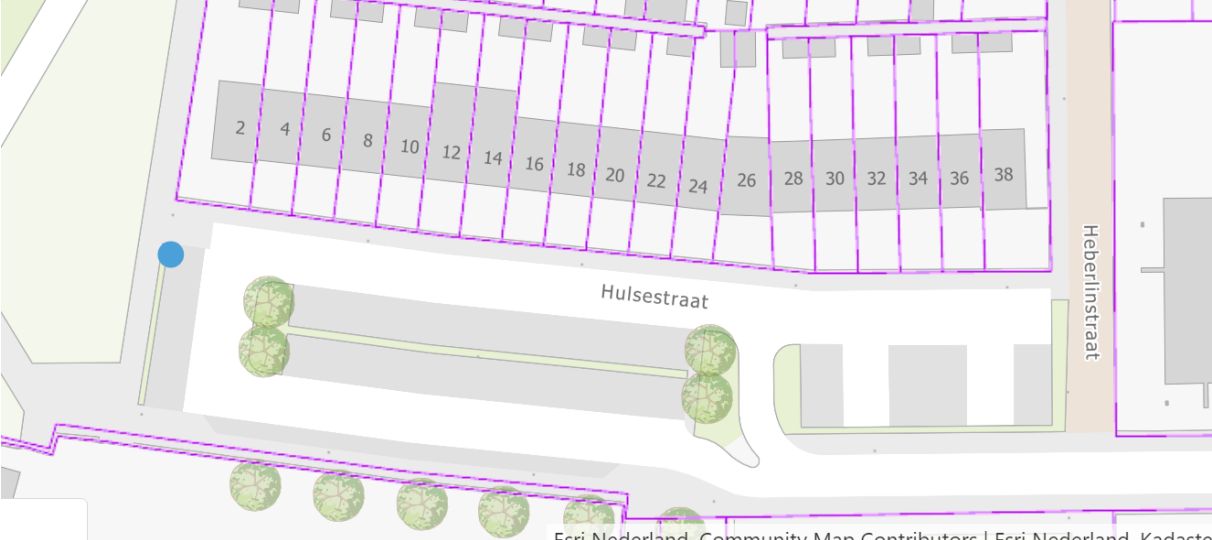 2 4 6 8 10 12 14 16 18 20 22 24 26 28 30 32 34 36 38
Hulsestraat
Heberlinstraat
Esri Nederland, Community Map Contributors | Esri Nederland, Kadaste